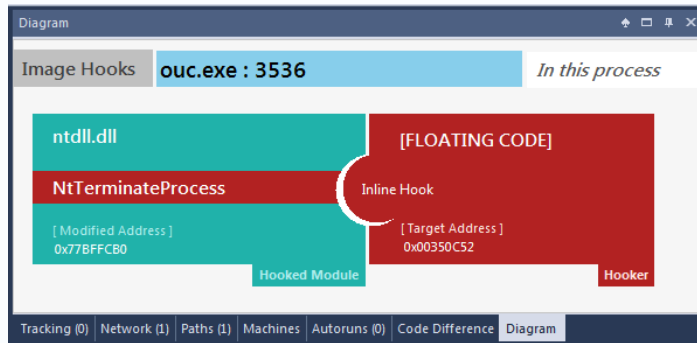 Diagram
Image Hooks
ouc.exe : 3536
In this process
ntdll.dll
[FLOATING CODE]
NtTerminateProcess
Inline Hook
[ Modified Address ]
0x77BFFCB0
[ Target Address ]
0x00350C52
Hooked Module
Hooker
Tracking (0) Network (1) Paths (1) Machines Autoruns (0) Code Difference Diagram